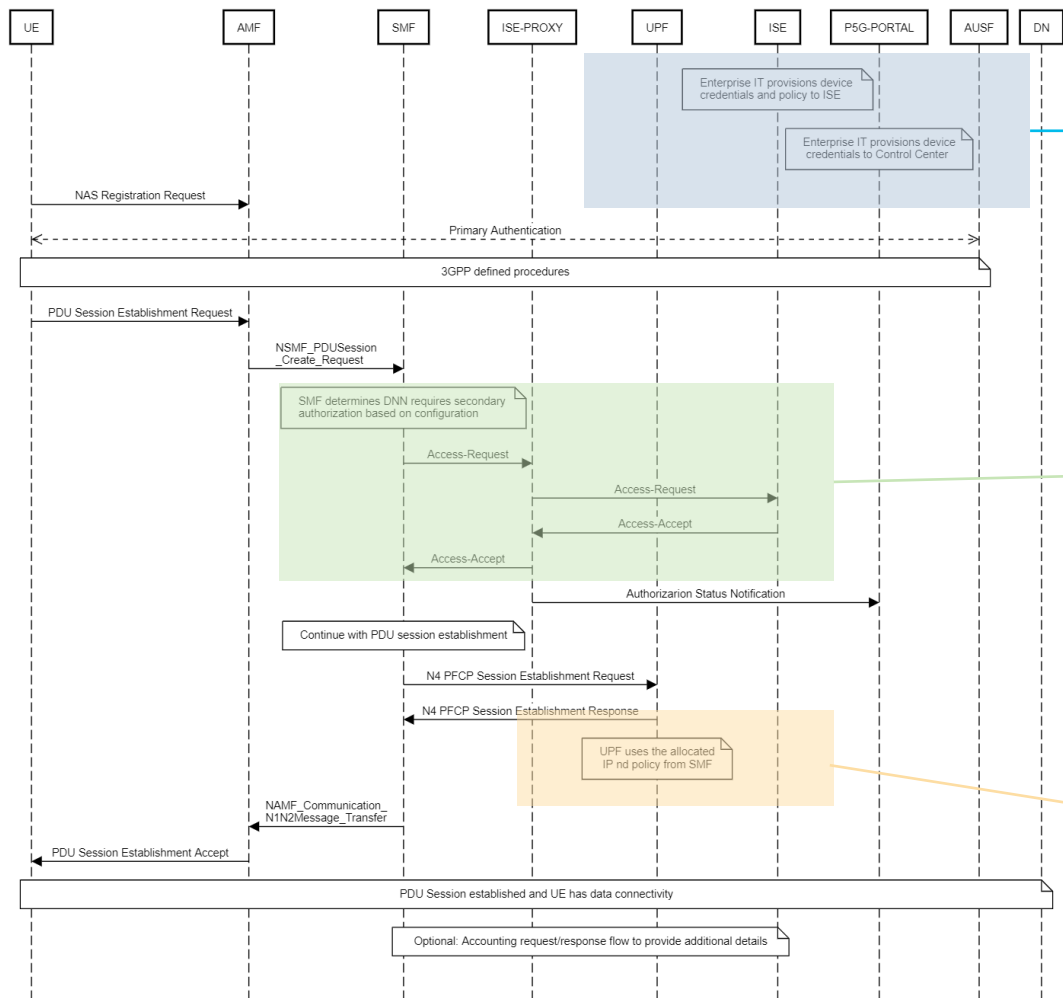 UE
AMF
SMF
ISE-PROXY
UPF
ISE
P5G-PORTAL
AUSF
DN
Enterprise IT provisions device
credentials and policy to ISE
Enterprise IT provisions device
credentials to Control Center
NAS Registration Request
Primary Authentication
3GPP defined procedures
PDU Session Establishment Request
NSMF_PDUSession
_Create_Request
SMF determines DNN requires secondary
authorization based on configuration
Access-Request
Access-Request
Access-Accept
Access-Accept
Authorizarion Status Notification
Continue with PDU session establishment
N4 PFCP Session Establishment Request
N4 PFCP Session Establishment Response
UPF uses the allocated
IP nd policy from SMF
NAMF_Communication_
N1N2Message_Transfer
PDU Session Establishment Accept
PDU Session established and UE has data connectivity
Optional: Accounting request/response flow to provide additional details